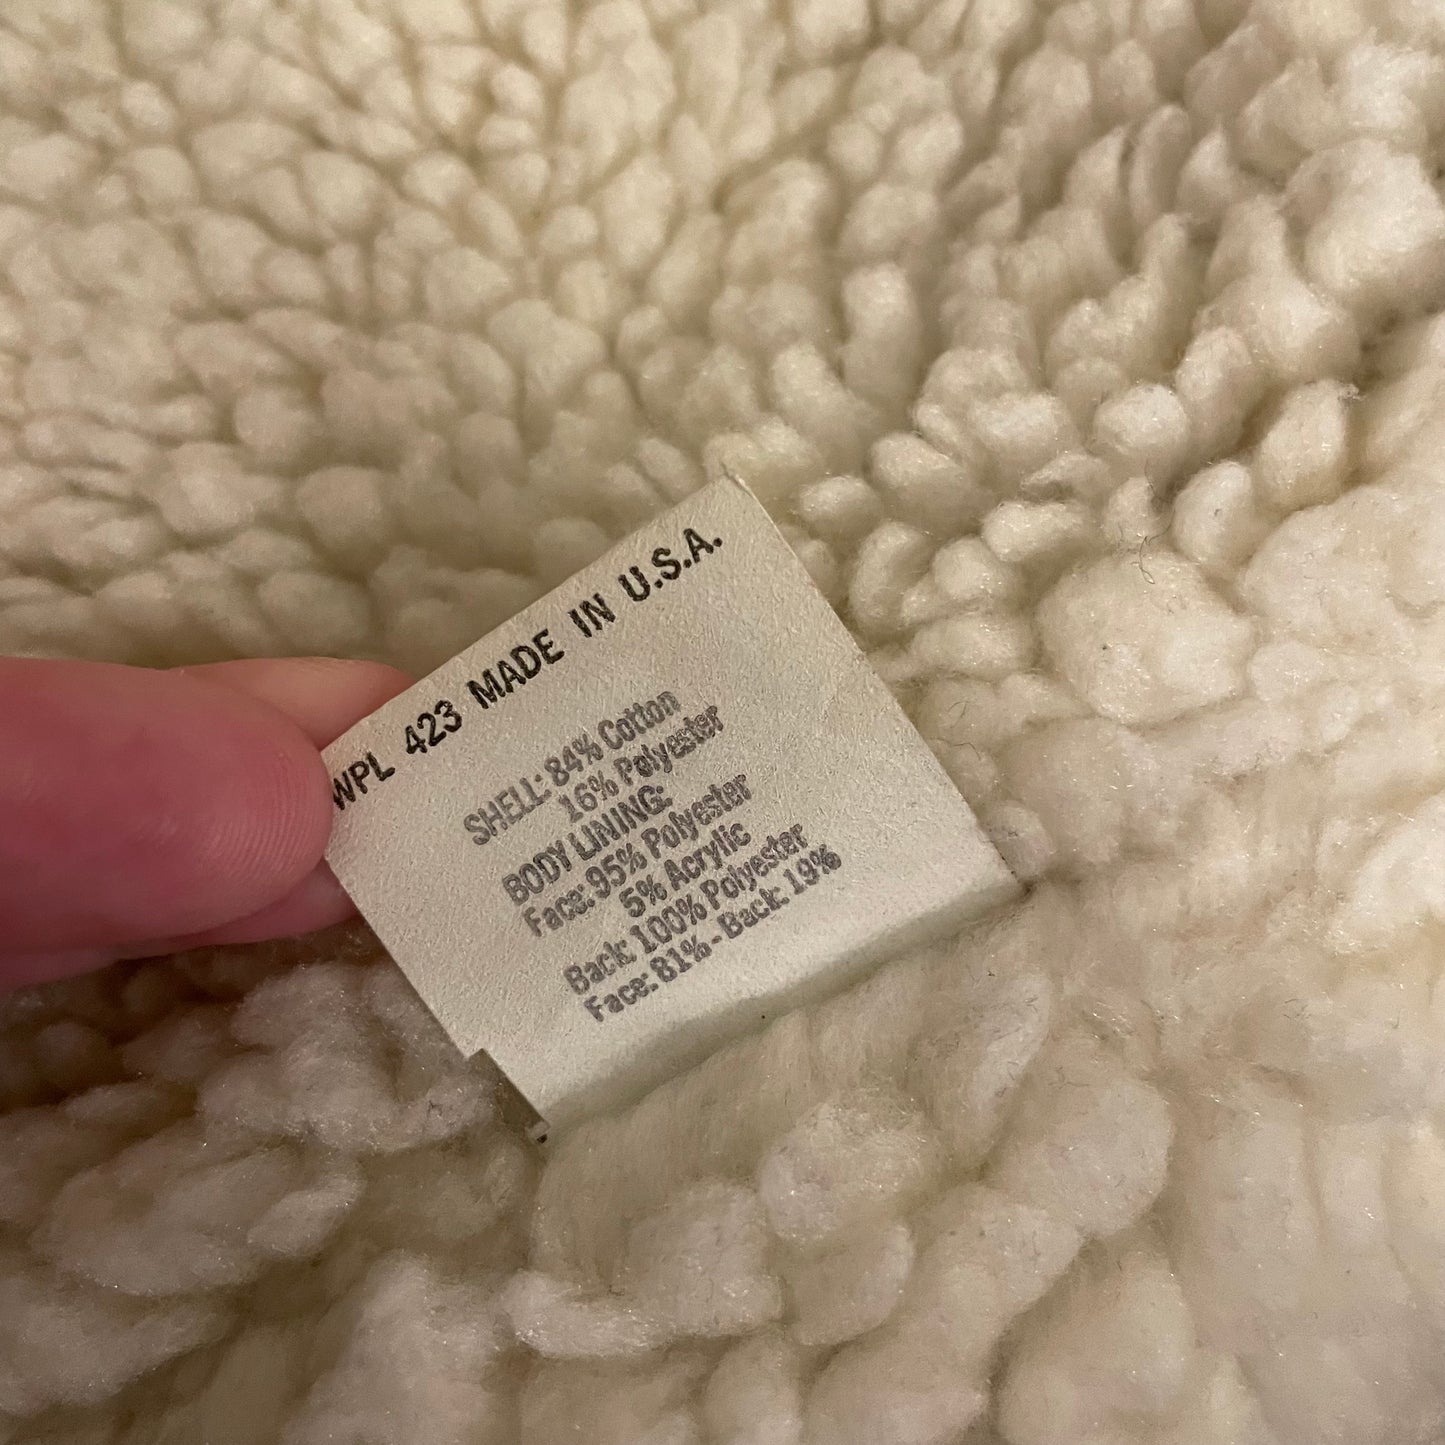 WPL 423 MADE IN U.S.A.
SHELL: 84% Cotton
16% Polyester
BODY LINING:
Face: 95% Polyester
5% Acrylic
Back: 100% Polyester
Face: 81% - Back: 19%